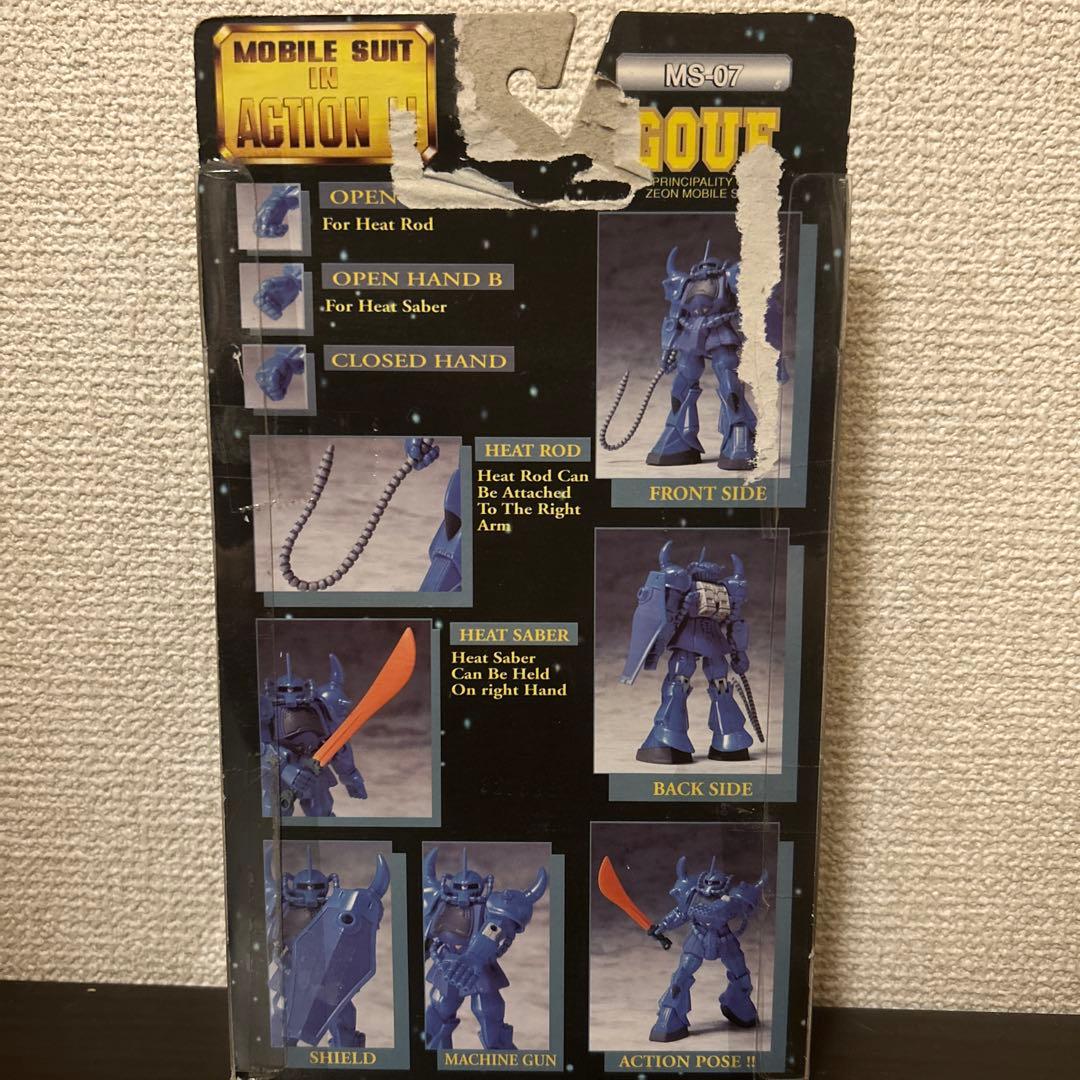 MOBILE SUIT
IN
ACTION
MS-07
GOUF
PRINCIPALITY
ZEON MOBILE
OPEN
For Heat Rod
OPEN HAND B
For Heat Saber
CLOSED HAND
HEAT ROD
Heat Rod Can
Be Attached
To The Right
Arm
FRONT SIDE
HEAT SABER
Heat Saber
Can Be Held
On right Hand
BACK SIDE
SHIELD
MACHINE GUN
ACTION POSE !!